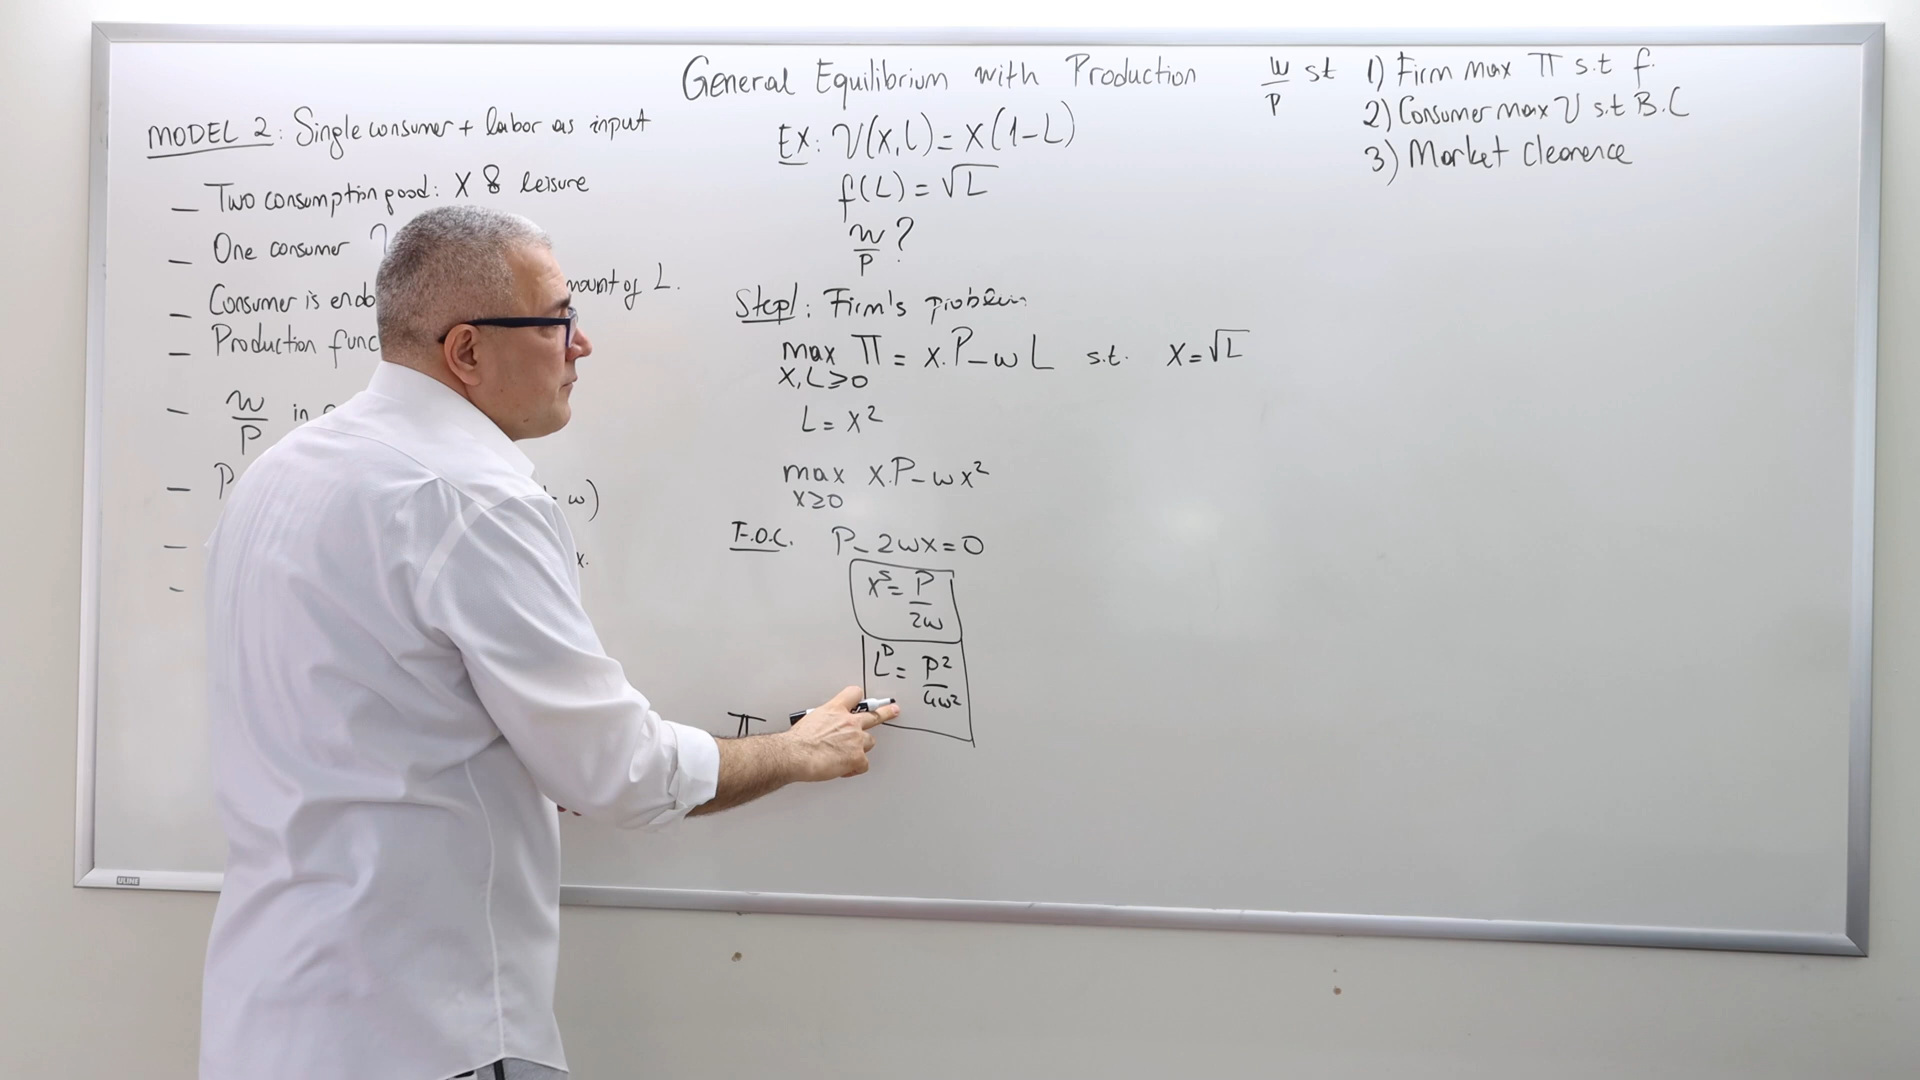 General Equilibrium with Production
MODEL 2: Single consumer + labor as input
– Two consumption good: X & leisure
– One consumer
– Consumer is endo
mount of L.
– Production func
– w/P in
– P
- w)
–
x.
–
Ex: U(x,L) = x(1-L)
f(L) = √L
w/P ?
Step1: Firm's problem
max Π = x.P - wL s.t. X = √L
X,L ≥ 0
L = x²
max x.P - wx²
x ≥ 0
F.O.C. P - 2wx = 0
xˢ = P/2w
Lᴰ = P²/4w²
Π
w/P st 1) Firm max Π s.t f.
2) Consumer max U s.t B.C
3) Market Clearence
ULINE